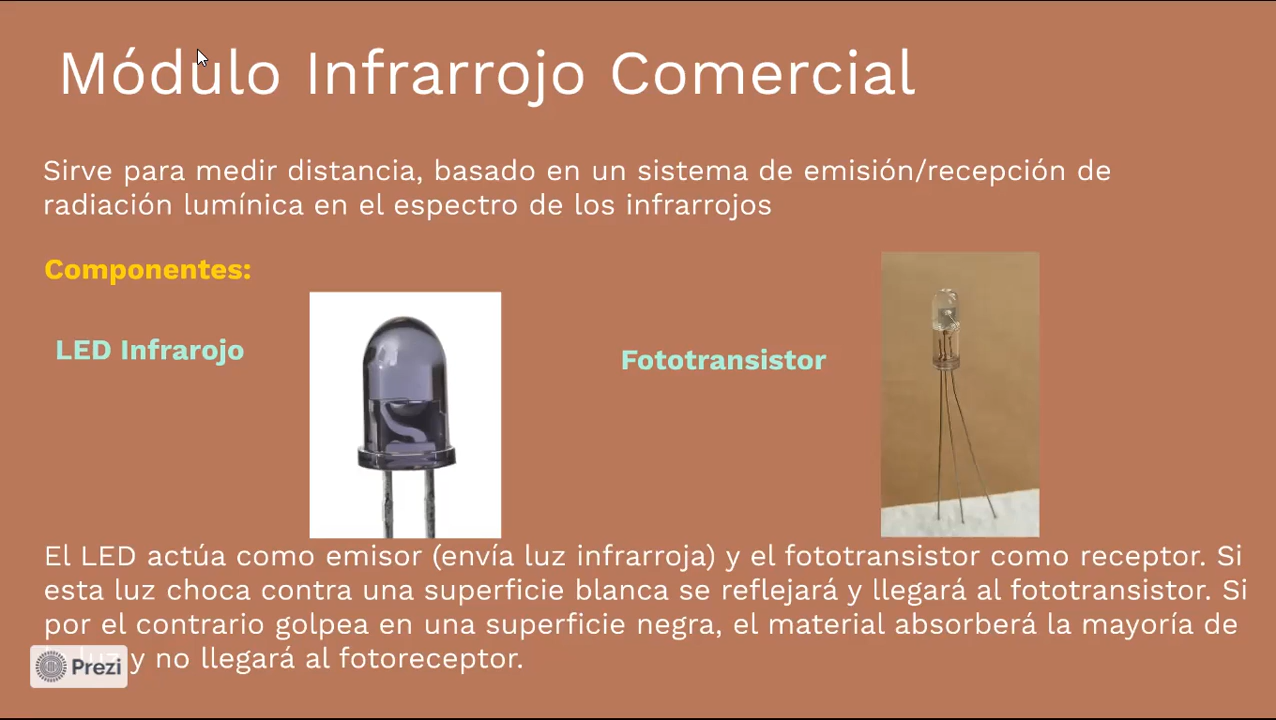 Módulo Infrarrojo Comercial
Sirve para medir distancia, basado en un sistema de emisión/recepción de
radiación lumínica en el espectro de los infrarrojos
Componentes:
LED Infrarojo
Fototransistor
El LED actúa como emisor (envía luz infrarroja) y el fototransistor como receptor. Si
esta luz choca contra una superficie blanca se reflejará y llegará al fototransistor. Si
por el contrario golpea en una superficie negra, el material absorberá la mayoría de
luz y no llegará al fotoreceptor.
Prezi